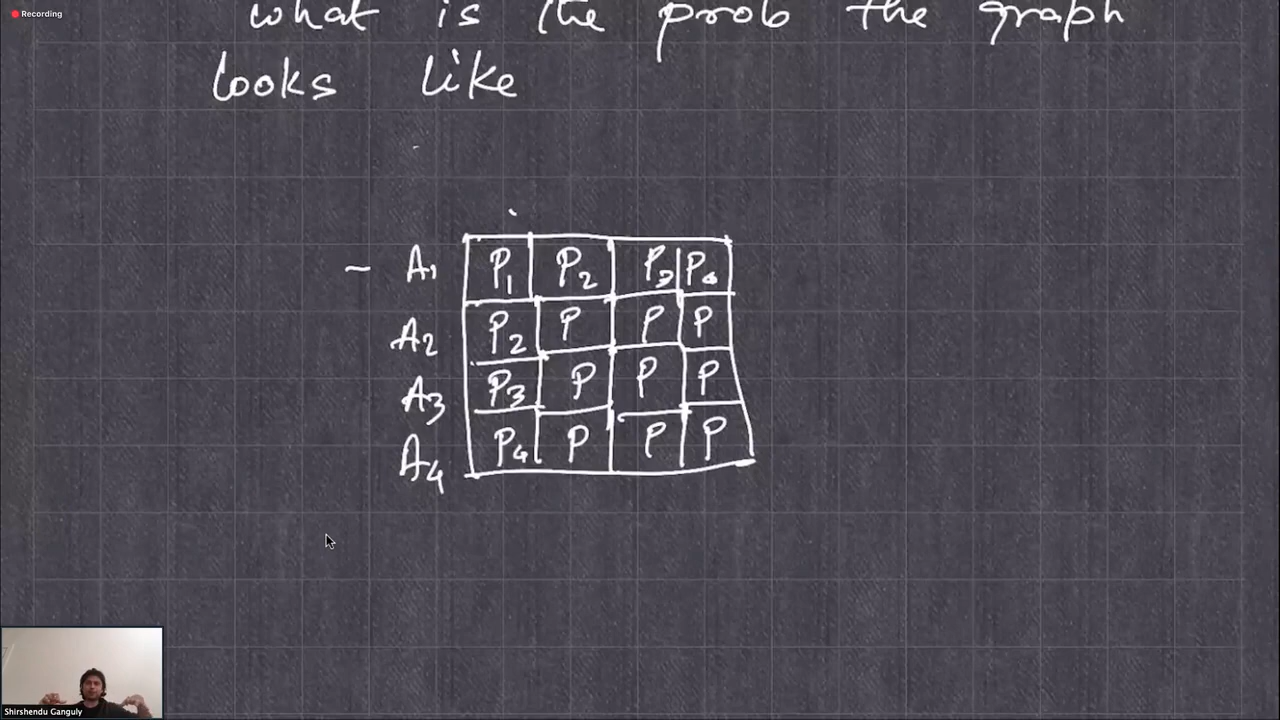 Recording
what is the prob the graph
looks like
~ A1 P1 P2 P3 P4
A2 P2 P P P
A3 P3 P P P
A4 P4 P P P
Shirshendu Ganguly